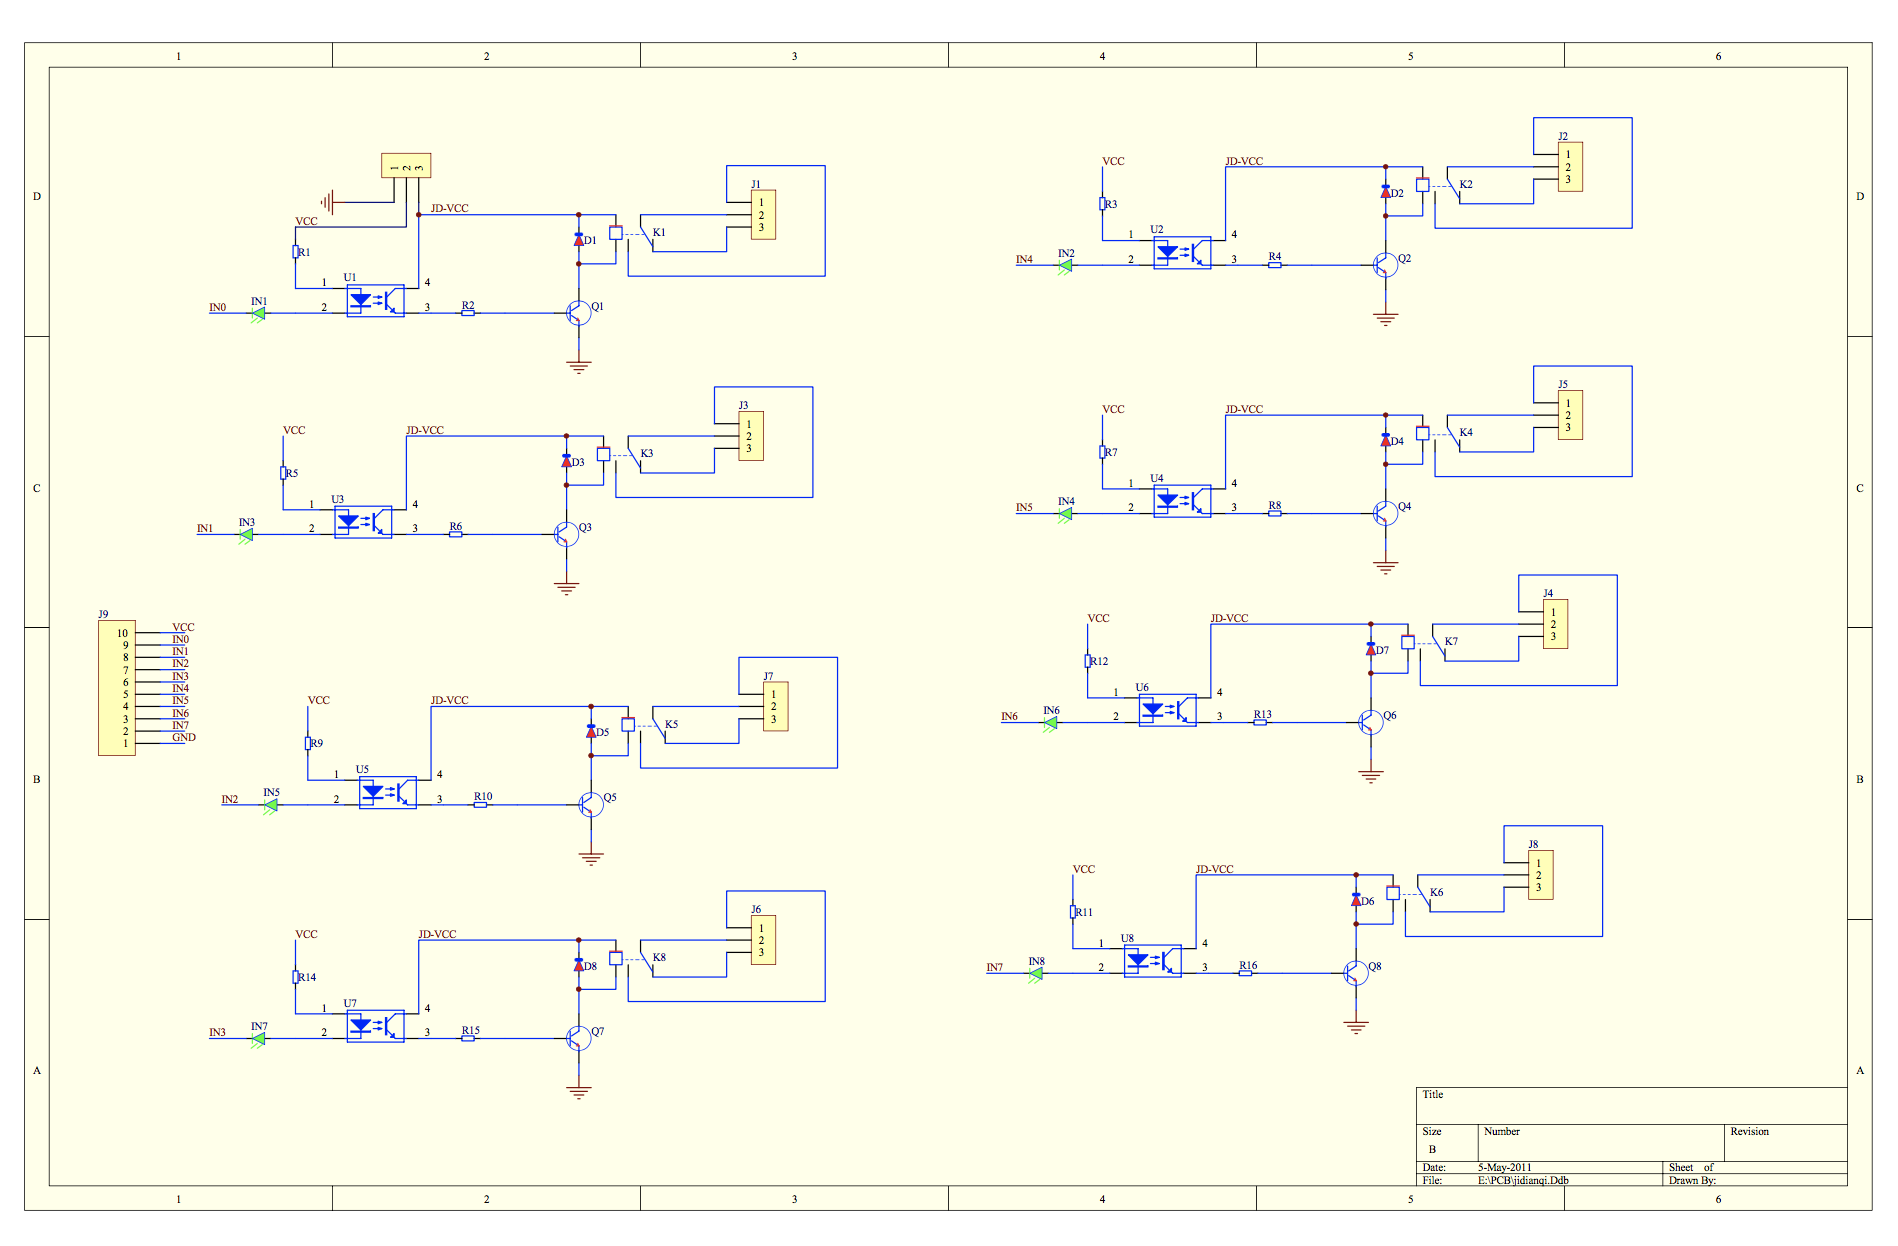 1 2 3 4 5 6
D D
C C
B B
A A
1 2 3
VCC
JD-VCC
R1
U1
1 4
2 3
IN0
IN1
R2
Q1
D1
K1
J1
1
2
3
VCC
JD-VCC
R3
U2
1 4
2 3
IN4
IN2
R4
Q2
D2
K2
J2
1
2
3
VCC
JD-VCC
R5
U3
1 4
2 3
IN1
IN3
R6
Q3
D3
K3
J3
1
2
3
VCC
JD-VCC
R7
U4
1 4
2 3
IN5
IN4
R8
Q4
D4
K4
J5
1
2
3
J9
10 VCC
9 IN0
8 IN1
7 IN2
6 IN3
5 IN4
4 IN5
3 IN6
2 IN7
1 GND
VCC
JD-VCC
R9
U5
1 4
2 3
IN2
IN5
R10
Q5
D5
K5
J7
1
2
3
VCC
JD-VCC
R12
U6
1 4
2 3
IN6
IN6
R13
Q6
D7
K7
J4
1
2
3
VCC
JD-VCC
R14
U7
1 4
2 3
IN3
IN7
R15
Q7
D8
K8
J6
1
2
3
VCC
JD-VCC
R11
U8
1 4
2 3
IN7
IN8
R16
Q8
D6
K6
J8
1
2
3
Title
Size Number Revision
B
Date: 5-May-2011 Sheet of
File: E:\PCB\jidianqi.Ddb Drawn By:
1 2 3 4 5 6